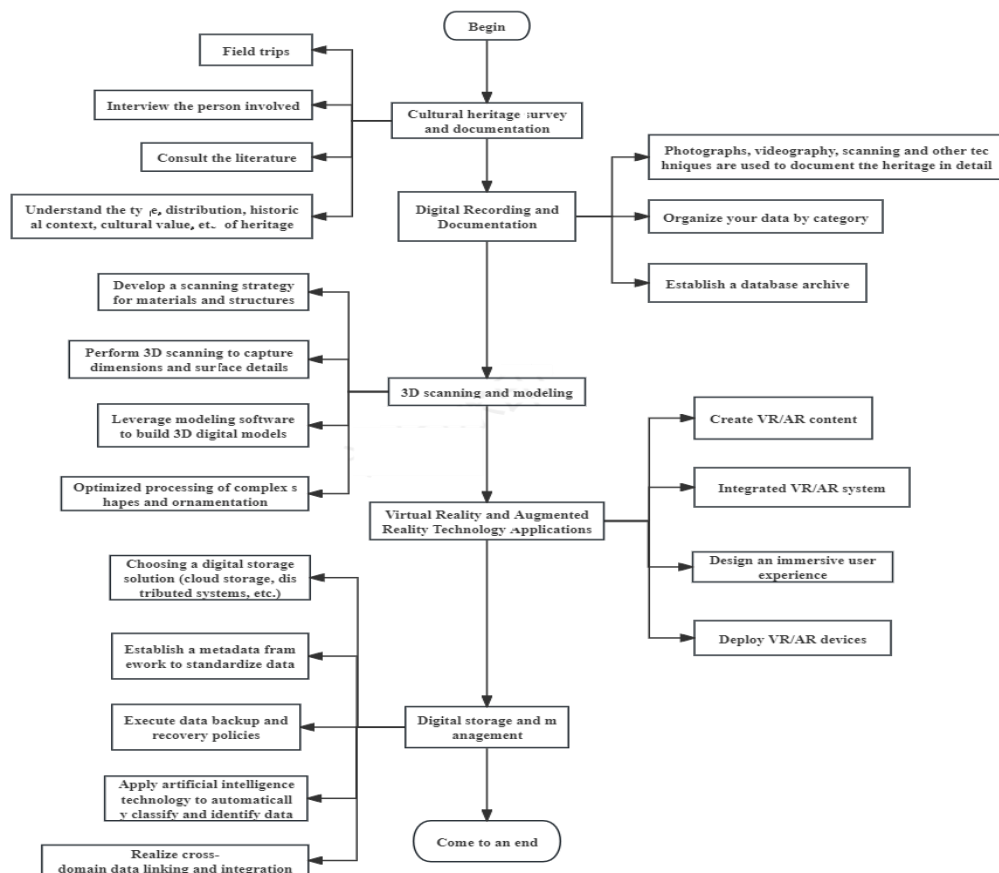 Begin
Field trips
Interview the person involved
Consult the literature
Understand the ty e, distribution, historic
al context, cultural value, et of heritage
Cultural heritage urvey
and documentation
Photographs, videography, scanning and other tec
hniques are used to document the heritage in detail
Organize your data by category
Establish a database archive
Digital Recording and
Documentation
Develop a scanning strategy
for materials and structures
Perform 3D scanning to capture
dimensions and surface details
Leverage modeling software
to build 3D digital models
Optimized processing of complex s
hapes and ornamentation
3D scanning and modeling
Create VR/AR content
Integrated VR/AR system
Design an immersive user
experience
Deploy VR/AR devices
Virtual Reality and Augmented
Reality Technology Applications
Choosing a digital storage
solution (cloud storage, dis
tributed systems, etc.)
Establish a metadata fram
ework to standardize data
Execute data backup and
recovery policies
Apply artificial intelligence
technology to automaticall
y classify and identify data
Realize cross-
domain data linking and integration
Digital storage and m
anagement
Come to an end